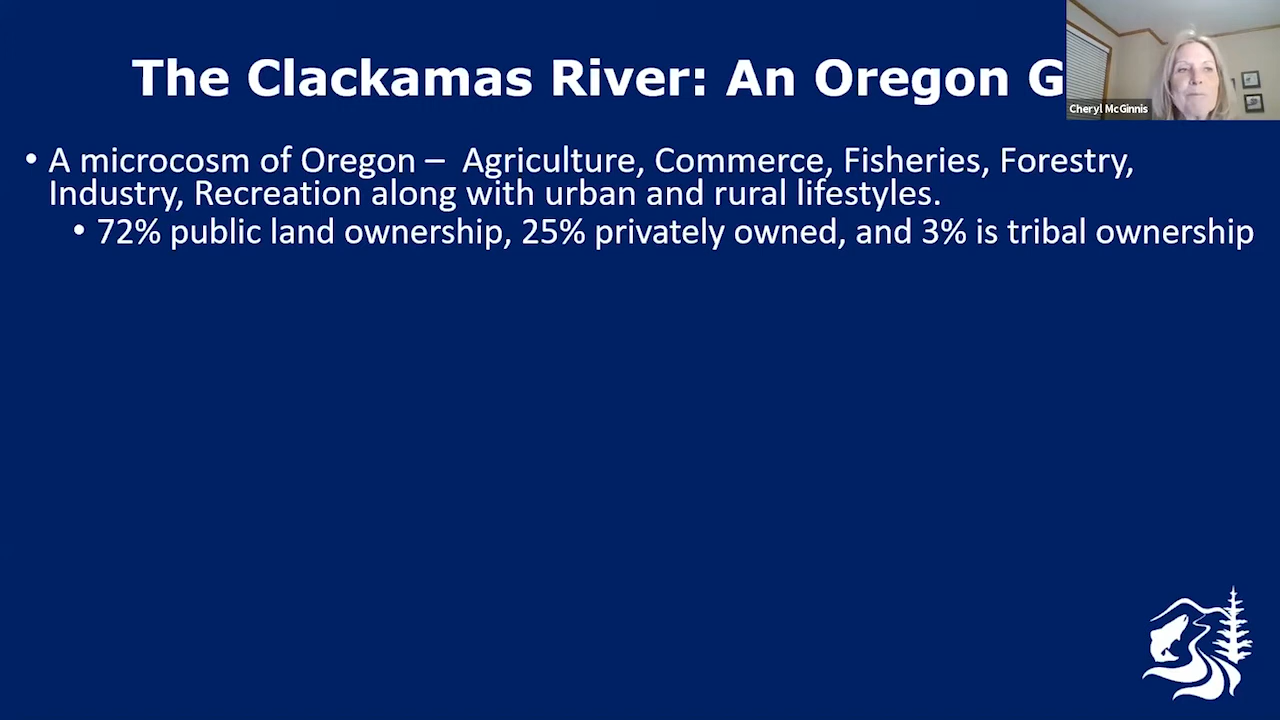 The Clackamas River: An Oregon G
Cheryl McGinnis
• A microcosm of Oregon –  Agriculture, Commerce, Fisheries, Forestry,
Industry, Recreation along with urban and rural lifestyles.
• 72% public land ownership, 25% privately owned, and 3% is tribal ownership